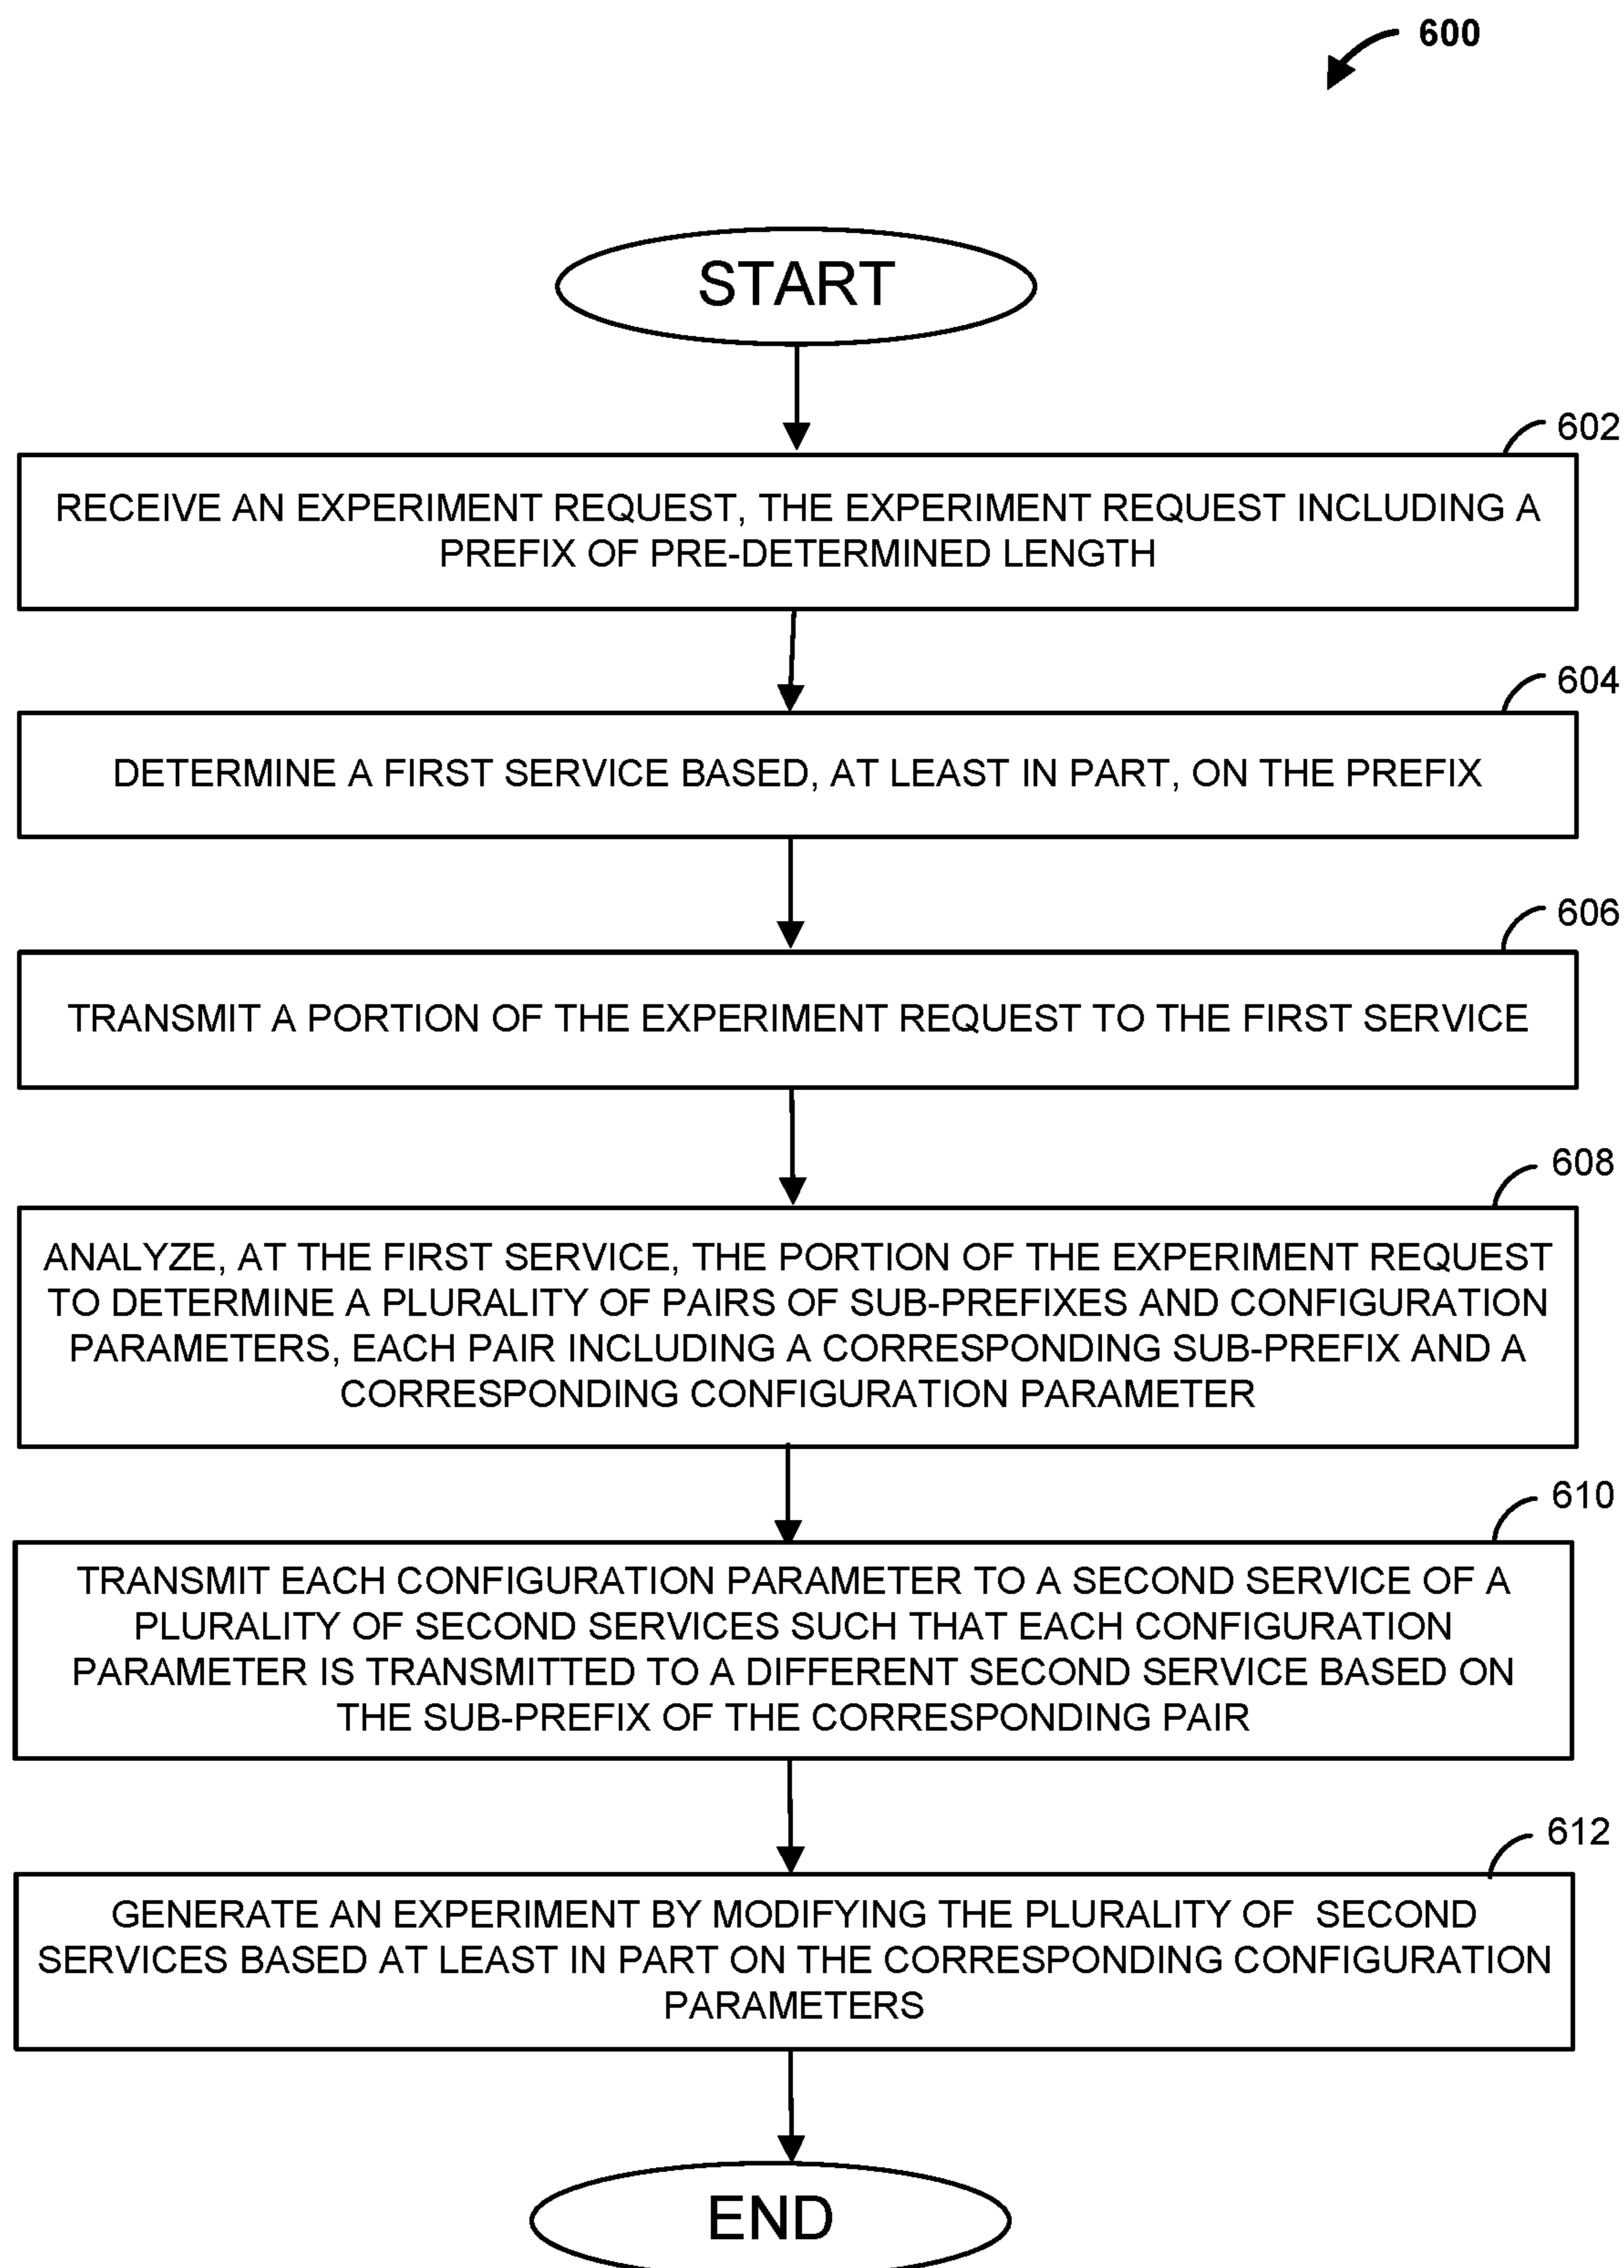 600
START
602
RECEIVE AN EXPERIMENT REQUEST, THE EXPERIMENT REQUEST INCLUDING A
PREFIX OF PRE-DETERMINED LENGTH
604
DETERMINE A FIRST SERVICE BASED, AT LEAST IN PART, ON THE PREFIX
606
TRANSMIT A PORTION OF THE EXPERIMENT REQUEST TO THE FIRST SERVICE
608
ANALYZE, AT THE FIRST SERVICE, THE PORTION OF THE EXPERIMENT REQUEST
TO DETERMINE A PLURALITY OF PAIRS OF SUB-PREFIXES AND CONFIGURATION
PARAMETERS, EACH PAIR INCLUDING A CORRESPONDING SUB-PREFIX AND A
CORRESPONDING CONFIGURATION PARAMETER
610
TRANSMIT EACH CONFIGURATION PARAMETER TO A SECOND SERVICE OF A
PLURALITY OF SECOND SERVICES SUCH THAT EACH CONFIGURATION
PARAMETER IS TRANSMITTED TO A DIFFERENT SECOND SERVICE BASED ON
THE SUB-PREFIX OF THE CORRESPONDING PAIR
612
GENERATE AN EXPERIMENT BY MODIFYING THE PLURALITY OF SECOND
SERVICES BASED AT LEAST IN PART ON THE CORRESPONDING CONFIGURATION
PARAMETERS
END